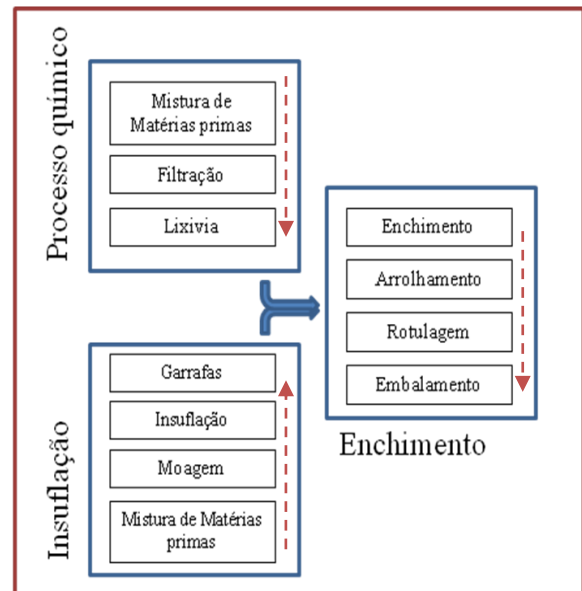 Processo químico
Mistura de
Matérias primas
Filtração
Lixivia
Enchimento
Arrolhamento
Rotulagem
Embalamento
Enchimento
Insuflação
Garrafas
Insuflação
Moagem
Mistura de Matérias
primas